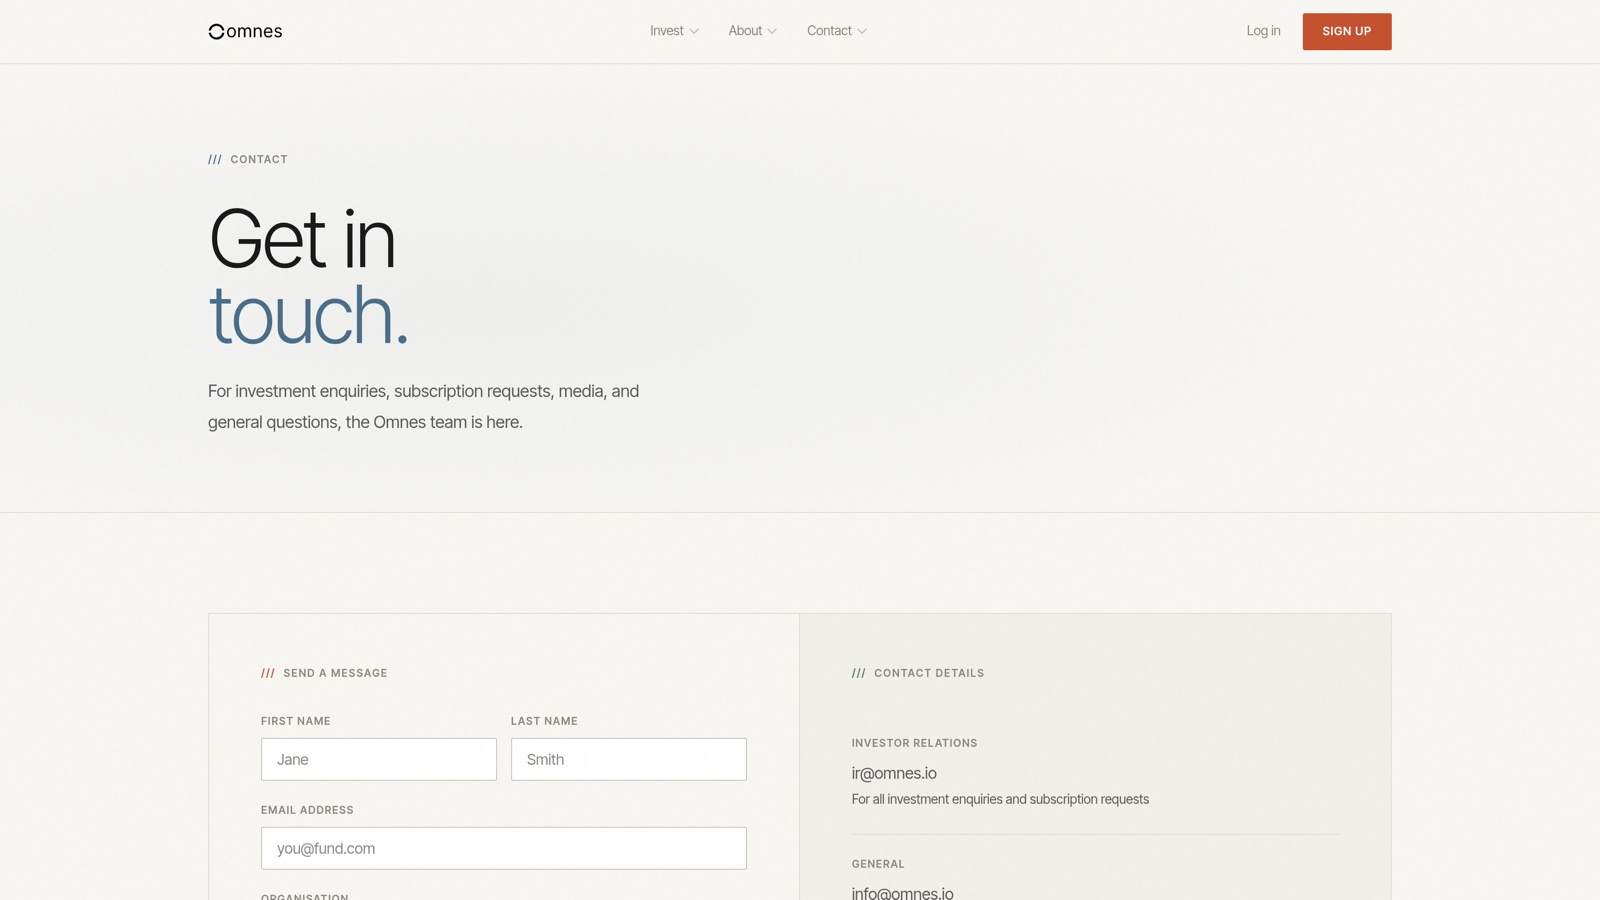 omnes
Invest
About
Contact
Log in
SIGN UP
/// CONTACT
Get in
touch.
For investment enquiries, subscription requests, media, and
general questions, the Omnes team is here.
/// SEND A MESSAGE
FIRST NAME
LAST NAME
Jane
Smith
EMAIL ADDRESS
you@fund.com
ORGANISATION
/// CONTACT DETAILS
INVESTOR RELATIONS
ir@omnes.io
For all investment enquiries and subscription requests
GENERAL
info@omnes.io